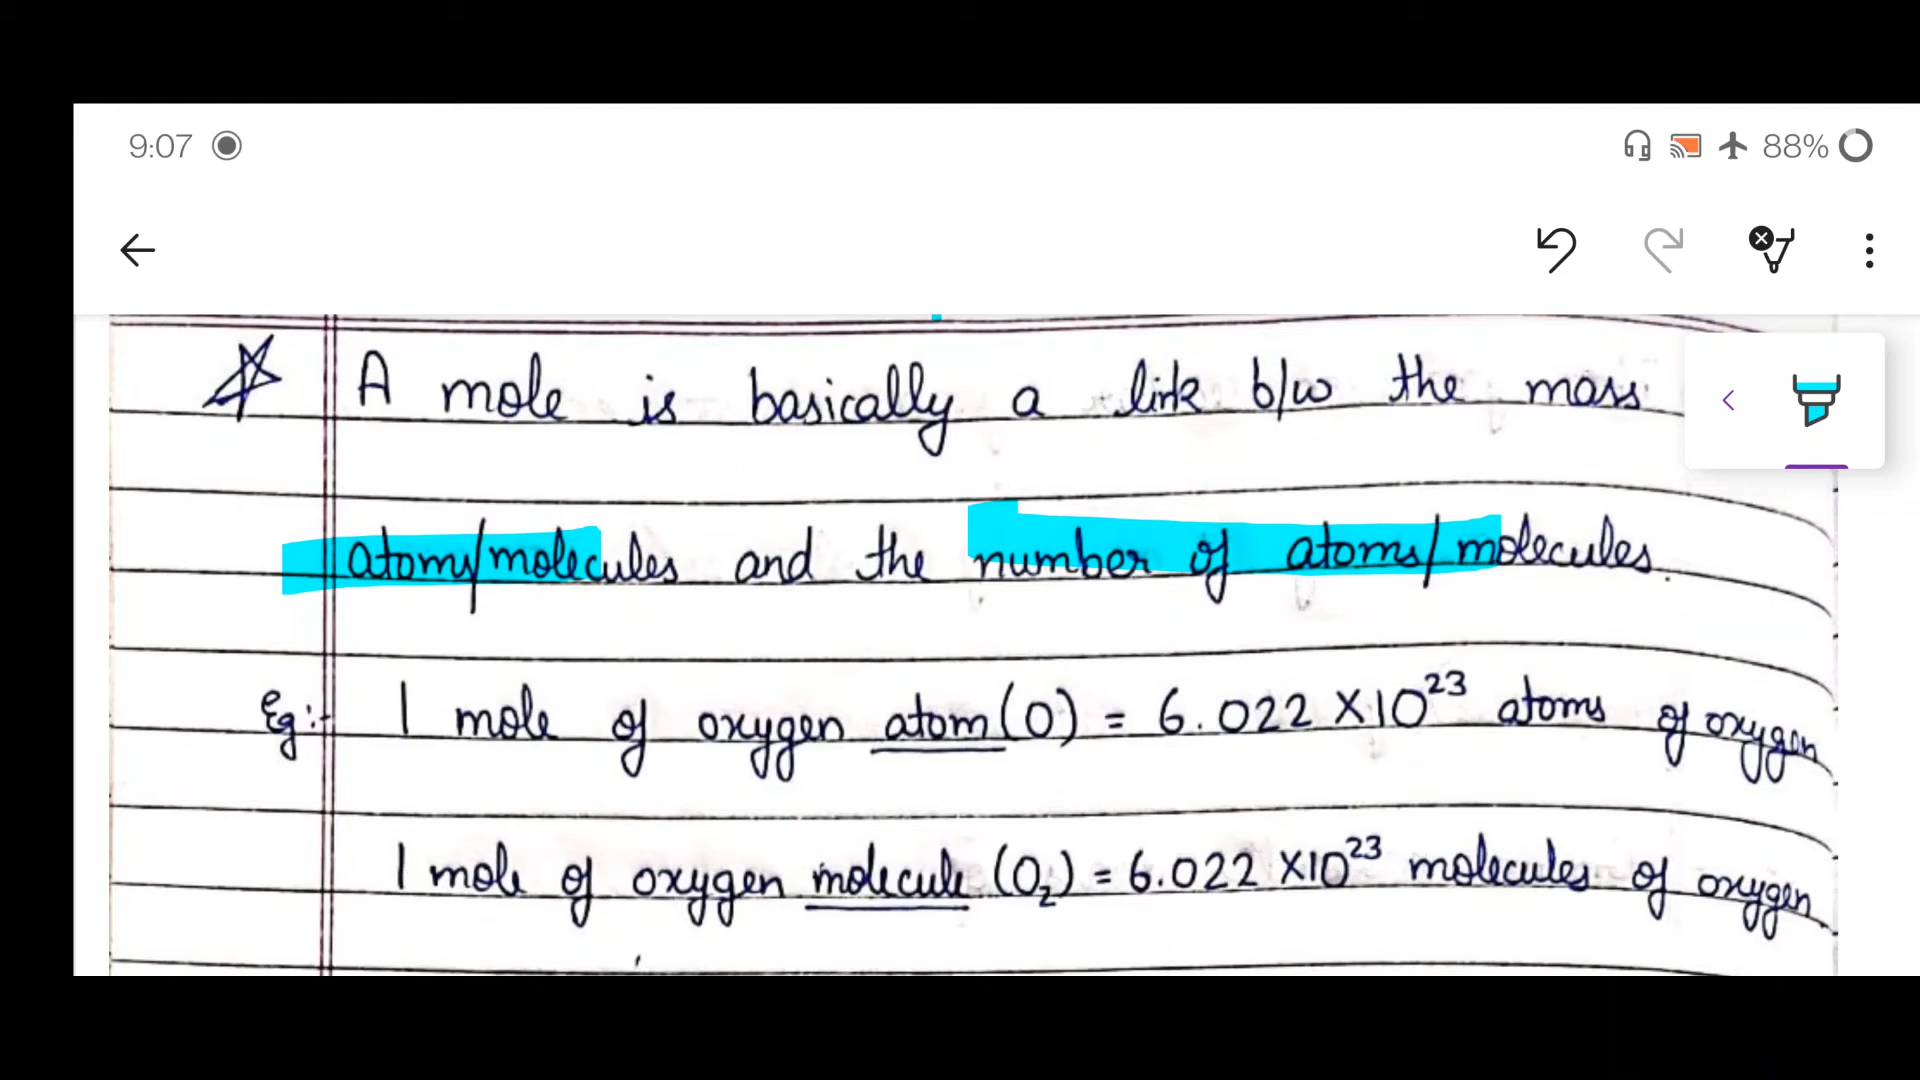 9:07
88%
A mole is basically a link b/w the mass
atoms/molecules and the number of atoms/molecules.
Eg:- 1 mole of oxygen atom (O) = 6.022 X 10²³ atoms of oxygen
1 mole of oxygen molecule (O₂) = 6.022 X10²³ molecules of oxygen